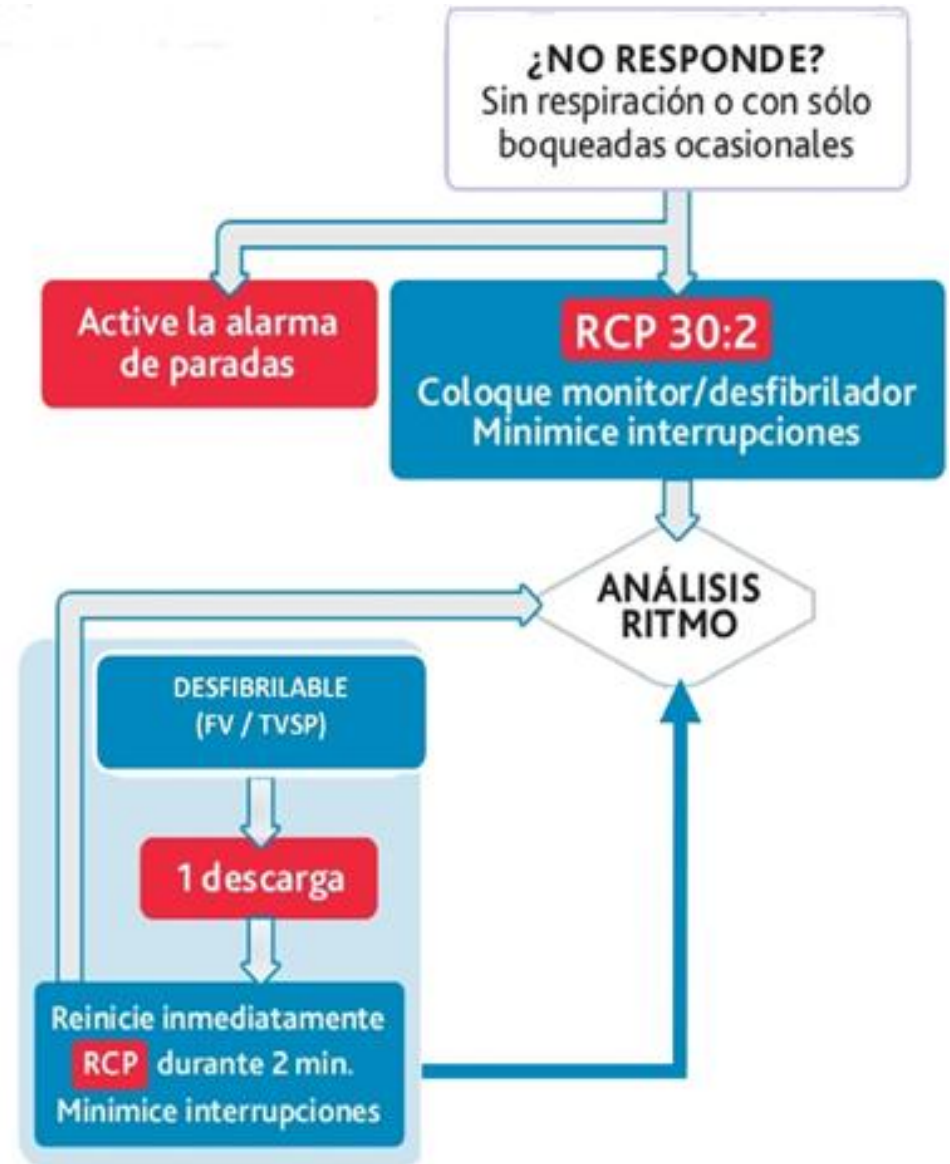 ¿NO RESPONDE?
Sin respiración o con sólo
boqueadas ocasionales
Active la alarma
de paradas
RCP 30:2
Coloque monitor/desfibrilador
Minimice interrupciones
ANÁLISIS
RITMO
DESFIBRILABLE
(FV / TVSP)
1 descarga
Reinicie inmediatamente
RCP durante 2 min.
Minimice interrupciones